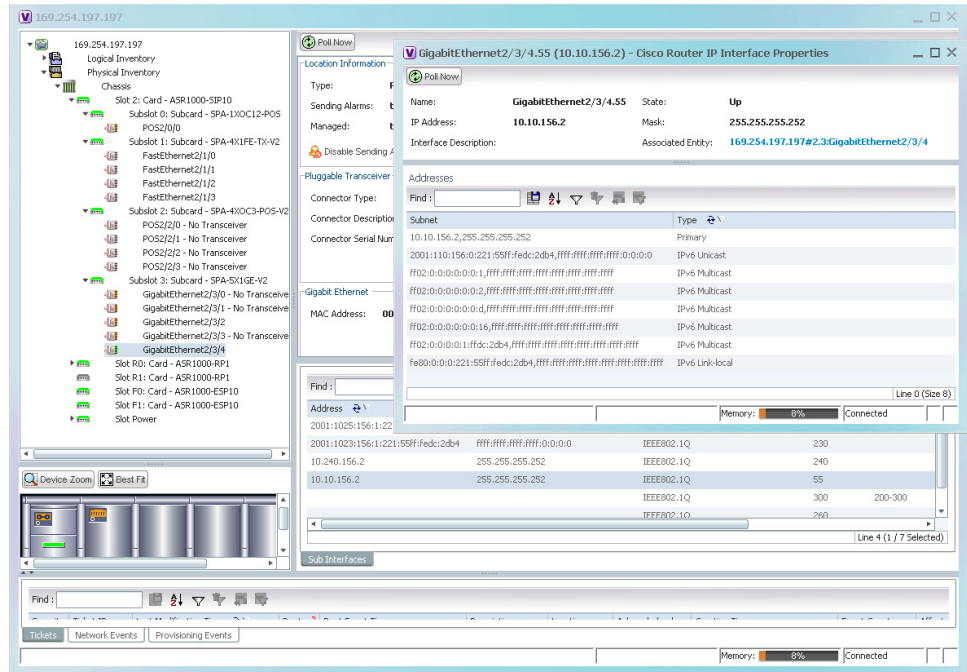 169.254.197.197
169.254.197.197
Logical Inventory
Physical Inventory
Chassis
Slot 2: Card - ASR1000-SIP10
Subslot 0: Subcard - SPA-1XOC12-POS
POS2/0/0
Subslot 1: Subcard - SPA-4X1FE-TX-V2
FastEthernet2/1/0
FastEthernet2/1/1
FastEthernet2/1/2
FastEthernet2/1/3
Subslot 2: Subcard - SPA-4XOC3-POS-V2
POS2/2/0 - No Transceiver
POS2/2/1 - No Transceiver
POS2/2/2 - No Transceiver
POS2/2/3 - No Transceiver
Subslot 3: Subcard - SPA-5X1GE-V2
GigabitEthernet2/3/0 - No Transceive
GigabitEthernet2/3/1 - No Transceive
GigabitEthernet2/3/2
GigabitEthernet2/3/3 - No Transceive
GigabitEthernet2/3/4
Slot R0: Card - ASR1000-RP1
Slot R1: Card - ASR1000-RP1
Slot F0: Card - ASR1000-ESP10
Slot F1: Card - ASR1000-ESP10
Slot Power
Device Zoom Best Fit
Poll Now
Location Information
Type:
Sending Alarms:
Managed:
Disable Sending A
Pluggable Transceiver
Connector Type:
Connector Description
Connector Serial Num
Gigabit Ethernet
MAC Address: 00
GigabitEthernet2/3/4.55 (10.10.156.2) - Cisco Router IP Interface Properties
Poll Now
Name: GigabitEthernet2/3/4.55 State: Up
IP Address: 10.10.156.2 Mask: 255.255.255.252
Interface Description: Associated Entity: 169.254.197.197#2.3:GigabitEthernet2/3/4
Addresses
Find :
Subnet Type
10.10.156.2,255.255.255.252 Primary
2001:110:156:0:221:55ff:fedc:2db4,ffff:ffff:ffff:ffff:0:0:0:0 IPv6 Unicast
ff02:0:0:0:0:0:0:1,ffff:ffff:ffff:ffff:ffff:ffff:ffff:ffff IPv6 Multicast
ff02:0:0:0:0:0:0:2,ffff:ffff:ffff:ffff:ffff:ffff:ffff:ffff IPv6 Multicast
ff02:0:0:0:0:0:0:d,ffff:ffff:ffff:ffff:ffff:ffff:ffff:ffff IPv6 Multicast
ff02:0:0:0:0:0:0:16,ffff:ffff:ffff:ffff:ffff:ffff:ffff:ffff IPv6 Multicast
ff02:0:0:0:0:1:ffdc:2db4,ffff:ffff:ffff:ffff:ffff:ffff:ffff:ffff IPv6 Multicast
fe80:0:0:0:221:55ff:fedc:2db4,ffff:ffff:ffff:ffff:ffff:ffff:ffff:ffff IPv6 Link-local
Line 0 (Size 8)
Memory: 8% Connected
Find :
Address
2001:1025:156:1:22
2001:1023:156:1:221:55ff:fedc:2db4 ffff:ffff:ffff:ffff:0:0:0:0 IEEE802.1Q 230
10.240.156.2 255.255.255.252 IEEE802.1Q 240
10.10.156.2 255.255.255.252 IEEE802.1Q 55
IEEE802.1Q 300 200-300
IEEE802.1Q 260
Line 4 (1 / 7 Selected)
Sub Interfaces
Find :
Tickets Network Events Provisioning Events
Memory: 8% Connected